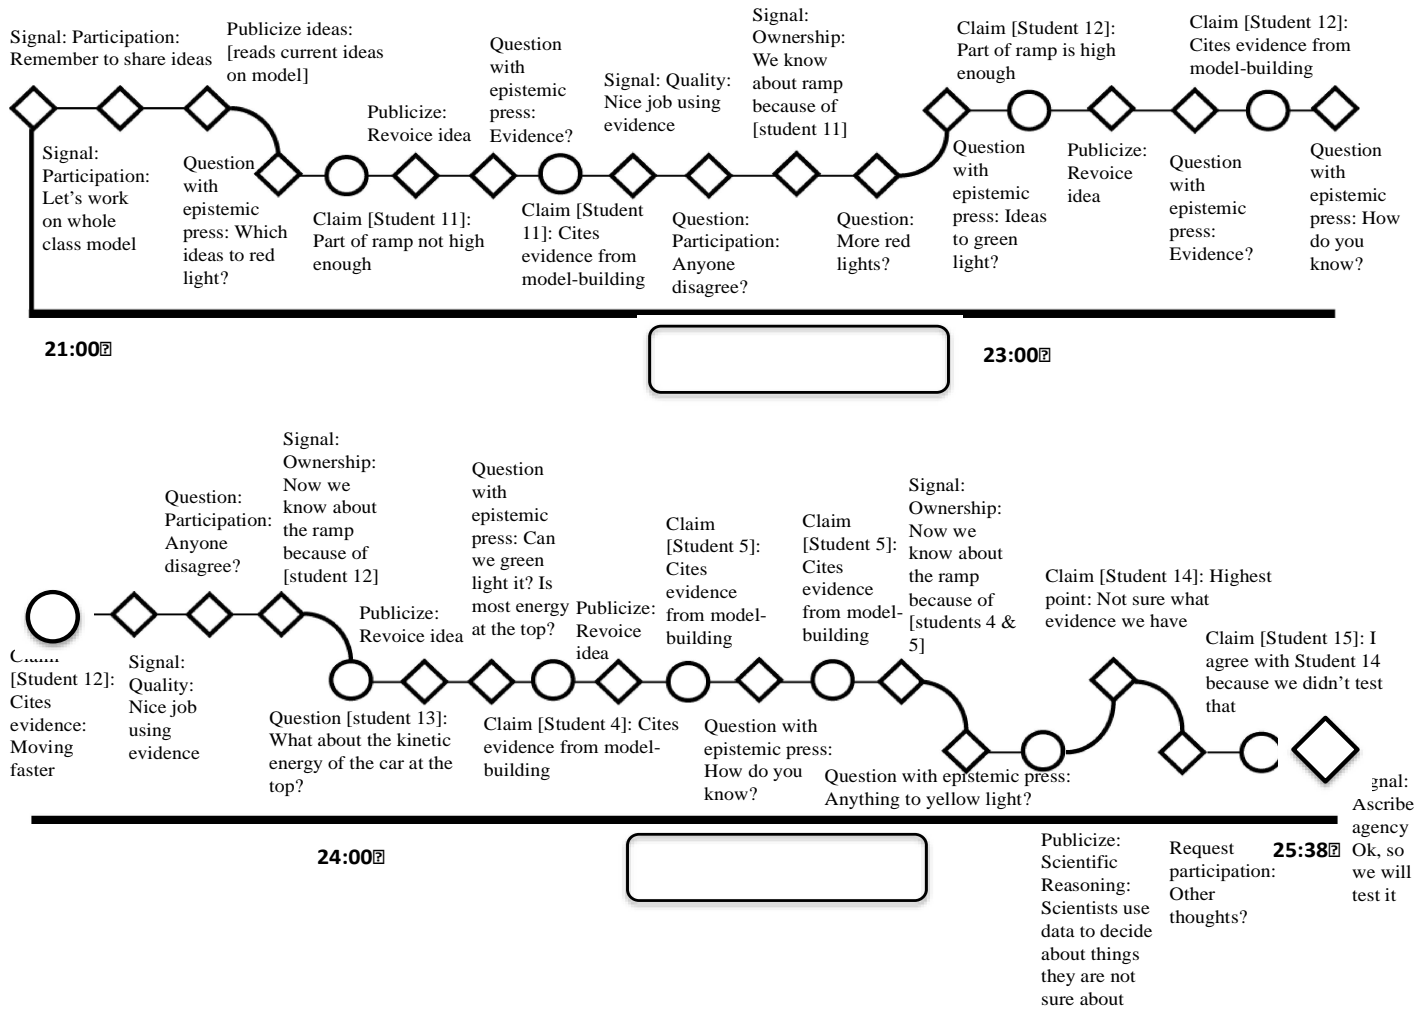 Signal: Participation:
Remember to share ideas
Publicize ideas:
[reads current ideas
on model]
Publicize:
Revoice idea
Question
with
epistemic
press:
Evidence?
Signal: Quality:
Nice job using
evidence
Signal:
Ownership:
We know
about ramp
because of
[student 11]
Claim [Student 12]:
Part of ramp is high
enough
Claim [Student 12]:
Cites evidence from
model-building
Signal:
Participation:
Let’s work
on whole
class model
Question
with
epistemic
press: Which
ideas to red
light?
Claim [Student 11]:
Part of ramp not high
enough
Claim [Student
11]: Cites
evidence from
model-building
Question:
Participation:
Anyone
disagree?
Question:
More red
lights?
Question
with
epistemic
press: Ideas
to green
light?
Publicize:
Revoice
idea
Question
with
epistemic
press:
Evidence?
Question
with
epistemic
press: How
do you
know?
21:00
23:00
Question:
Participation:
Anyone
disagree?
Signal:
Ownership:
Now we
know about
the ramp
because of
[student 12]
Publicize:
Revoice idea
Question
with
epistemic
press: Can
we green
light it? Is
most energy
at the top?
Publicize:
Revoice
idea
Claim
[Student 5]:
Cites
evidence
from model-
building
Claim
[Student 5]:
Cites
evidence
from model-
building
Signal:
Ownership:
Now we
know about
the ramp
because of
[students 4 &
5]
Claim [Student 14]: Highest
point: Not sure what
evidence we have
Claim [Student 15]: I
agree with Student 14
because we didn’t test
that
Claim
[Student 12]:
Cites
evidence:
Moving
faster
Signal:
Quality:
Nice job
using
evidence
Question [student 13]:
What about the kinetic
energy of the car at the
top?
Claim [Student 4]: Cites
evidence from model-
building
Question with
epistemic press:
How do you
know?
Question with epistemic press:
Anything to yellow light?
24:00
Publicize:
Scientific
Reasoning:
Scientists use
data to decide
about things
they are not
sure about
Request
participation:
Other
thoughts?
25:38
gnal:
Ascribe
agency
Ok, so
we will
test it